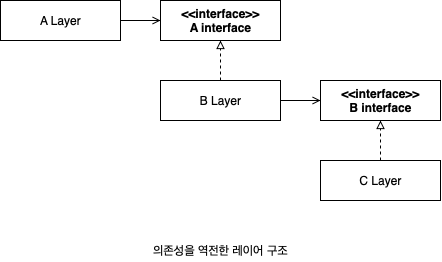 A Layer
<<interface>>
A interface
B Layer
<<interface>>
B interface
C Layer
의존성을 역전한 레이어 구조